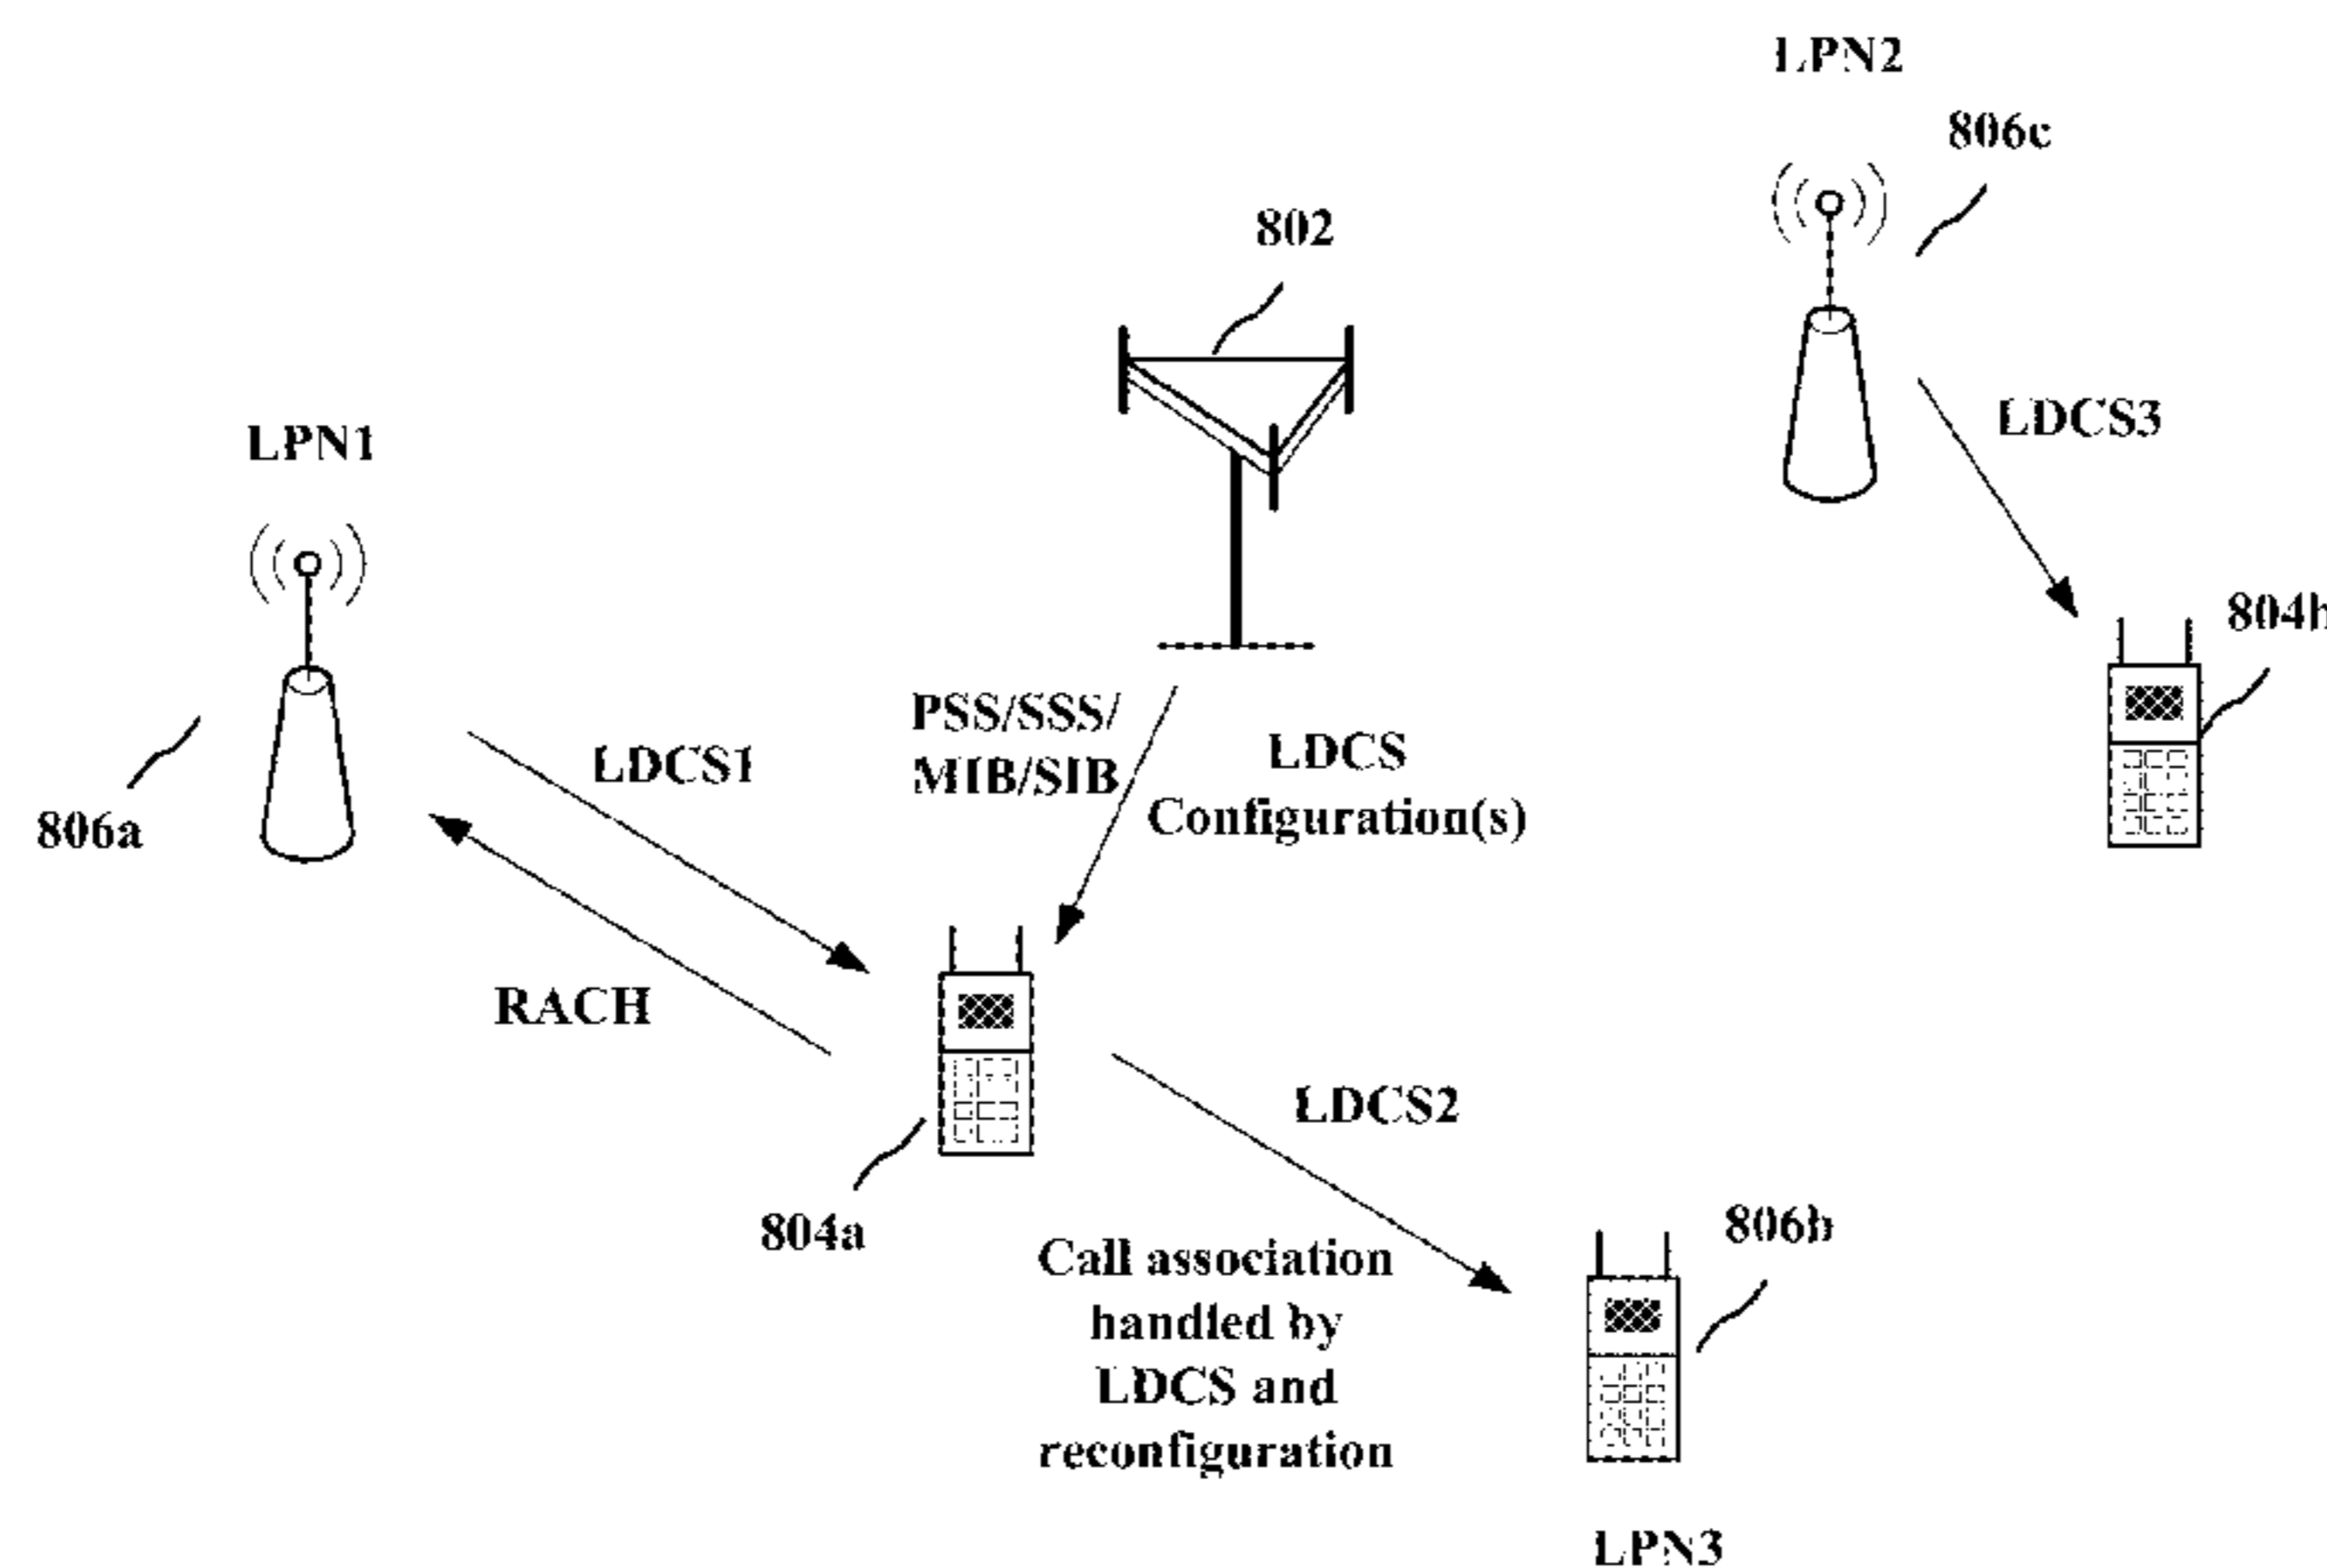 LPN2
806c
802
LDCS3
LPN1
804b
PSS/SSS/
MIB/SIB
LDCS
Configuration(s)
LDCS1
806a
RACH
LDCS2
804a
806b
Call association
handled by
LDCS and
reconfiguration
LPN3